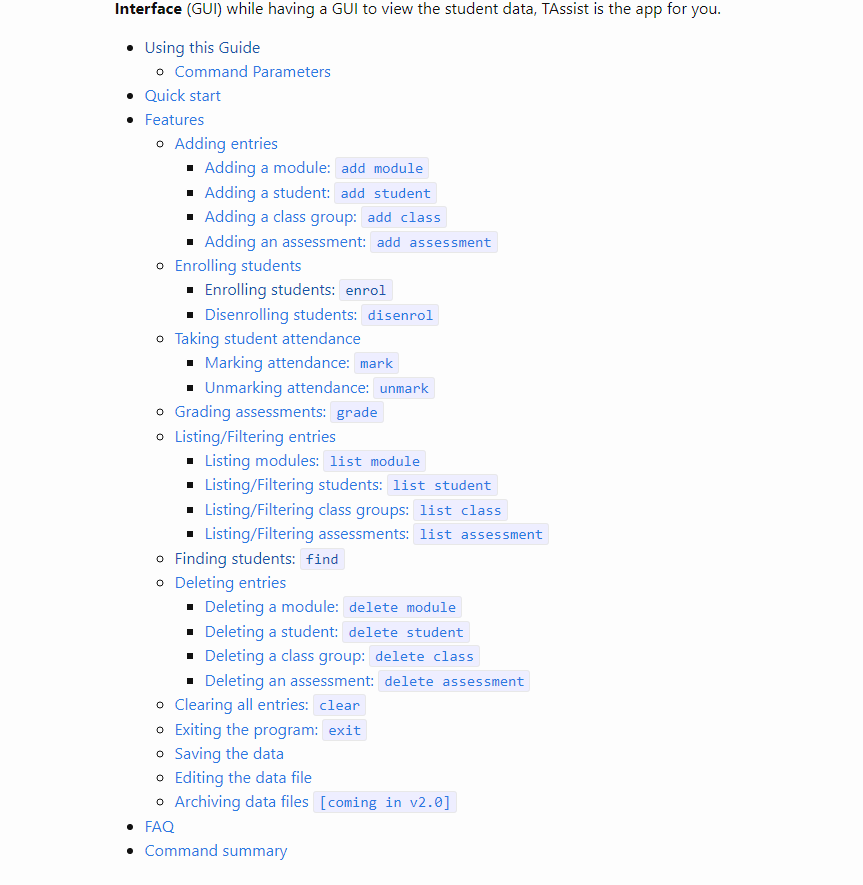 Interface (GUI) while having a GUI to view the student data, TAssist is the app for you.
Using this Guide
Command Parameters
Quick start
Features
Adding entries
Adding a module: add module
Adding a student: add student
Adding a class group: add class
Adding an assessment: add assessment
Enrolling students
Enrolling students: enrol
Disenrolling students: disenrol
Taking student attendance
Marking attendance: mark
Unmarking attendance: unmark
Grading assessments: grade
Listing/Filtering entries
Listing modules: list module
Listing/Filtering students: list student
Listing/Filtering class groups: list class
Listing/Filtering assessments: list assessment
Finding students: find
Deleting entries
Deleting a module: delete module
Deleting a student: delete student
Deleting a class group: delete class
Deleting an assessment: delete assessment
Clearing all entries: clear
Exiting the program: exit
Saving the data
Editing the data file
Archiving data files [coming in v2.0]
FAQ
Command summary